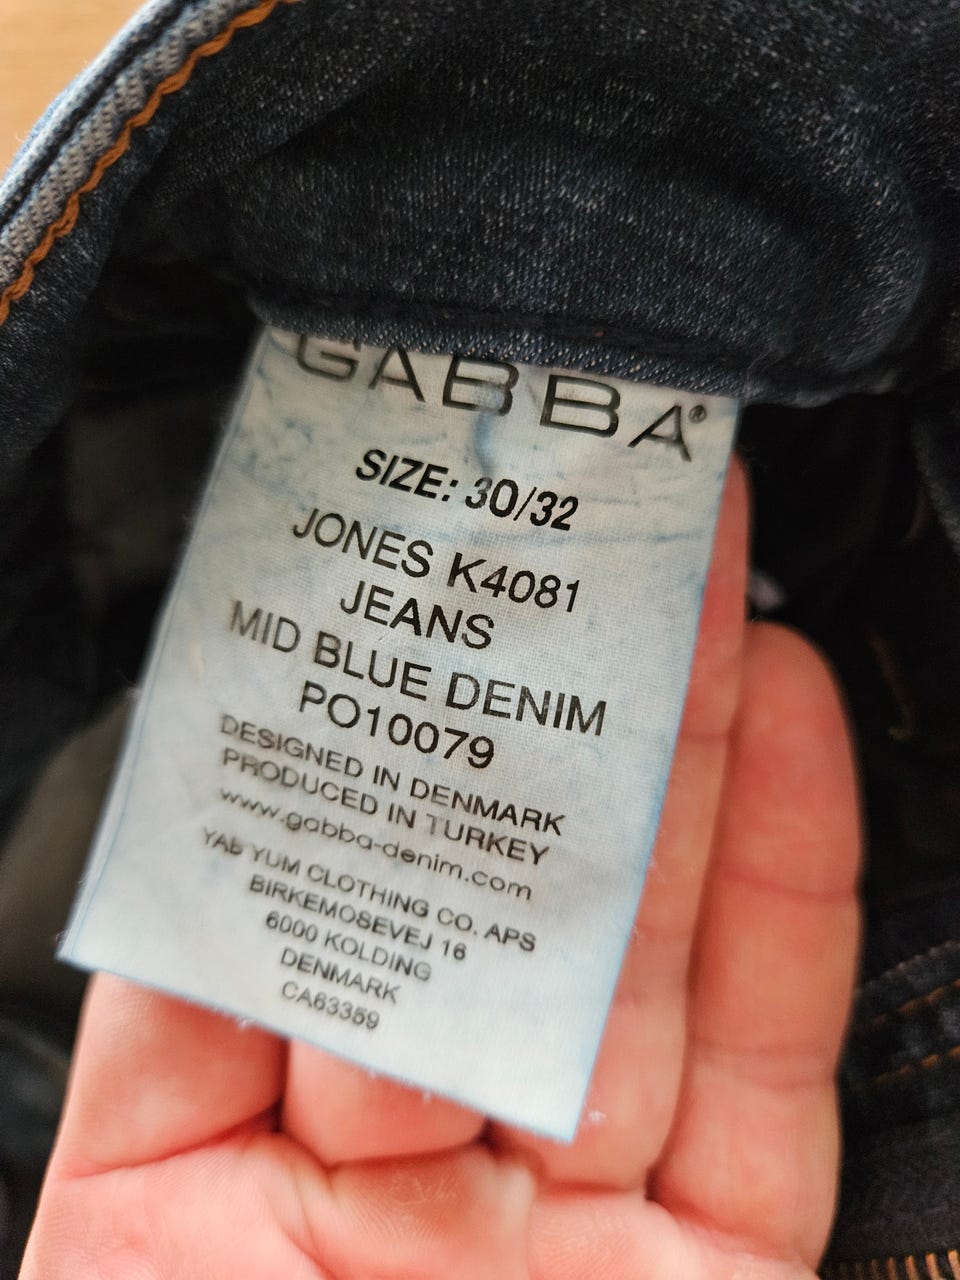 GABBA®
SIZE: 30/32
JONES K4081
JEANS
MID BLUE DENIM
PO10079
DESIGNED IN DENMARK
PRODUCED IN TURKEY
www.gabba-denim.com
YAB YUM CLOTHING CO. APS
BIRKEMOSEVEJ 16
6000 KOLDING
DENMARK
CA63359